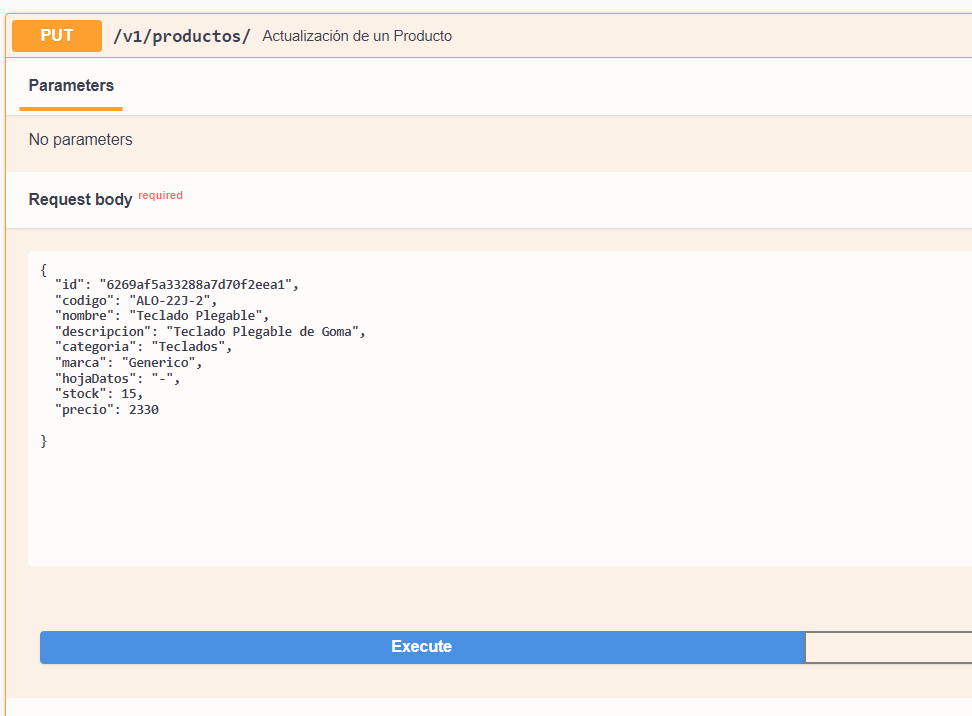 PUT /v1/productos/ Actualización de un Producto
Parameters
No parameters
Request body required
{
"id": "6269af5a33288a7d70f2eea1",
"codigo": "ALO-22J-2",
"nombre": "Teclado Plegable",
"descripcion": "Teclado Plegable de Goma",
"categoria": "Teclados",
"marca": "Generico",
"hojaDatos": "-",
"stock": 15,
"precio": 2330
}
Execute